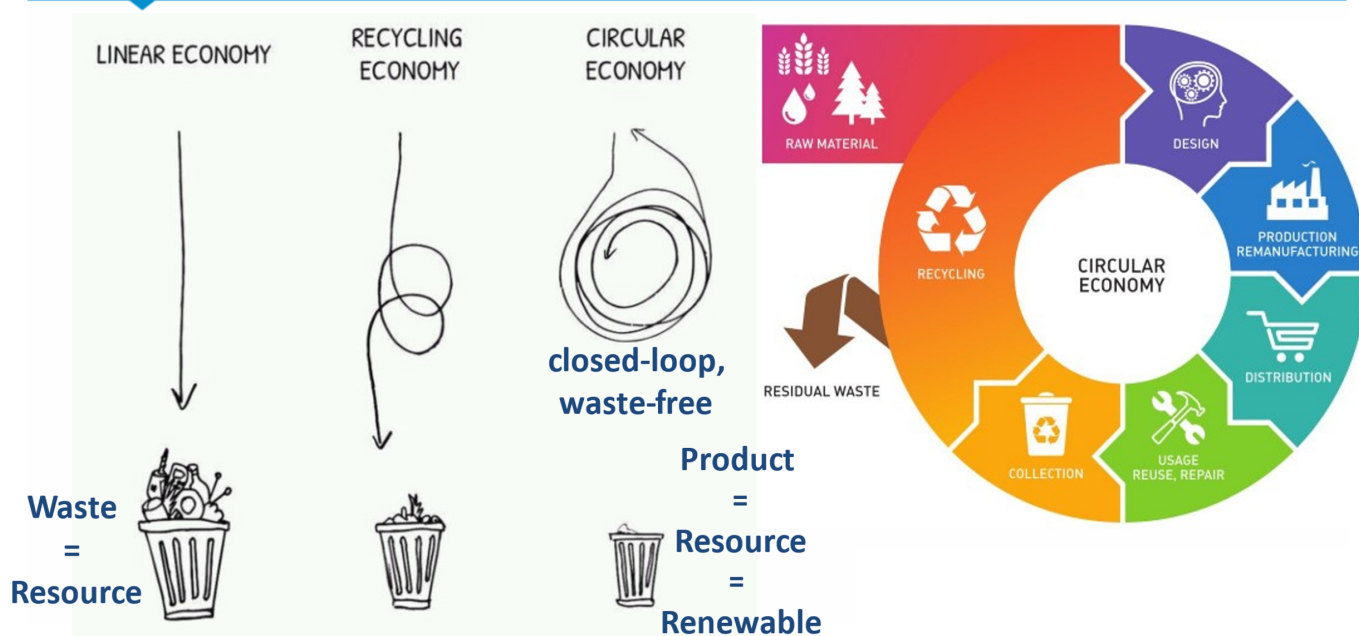 LINEAR ECONOMY
RECYCLING
ECONOMY
CIRCULAR
ECONOMY
closed-loop,
waste-free
Waste
=
Resource
Product
=
Resource
=
Renewable
RAW MATERIAL
DESIGN
PRODUCTION
REMANUFACTURING
DISTRIBUTION
USAGE
REUSE, REPAIR
COLLECTION
RECYCLING
RESIDUAL WASTE
CIRCULAR
ECONOMY